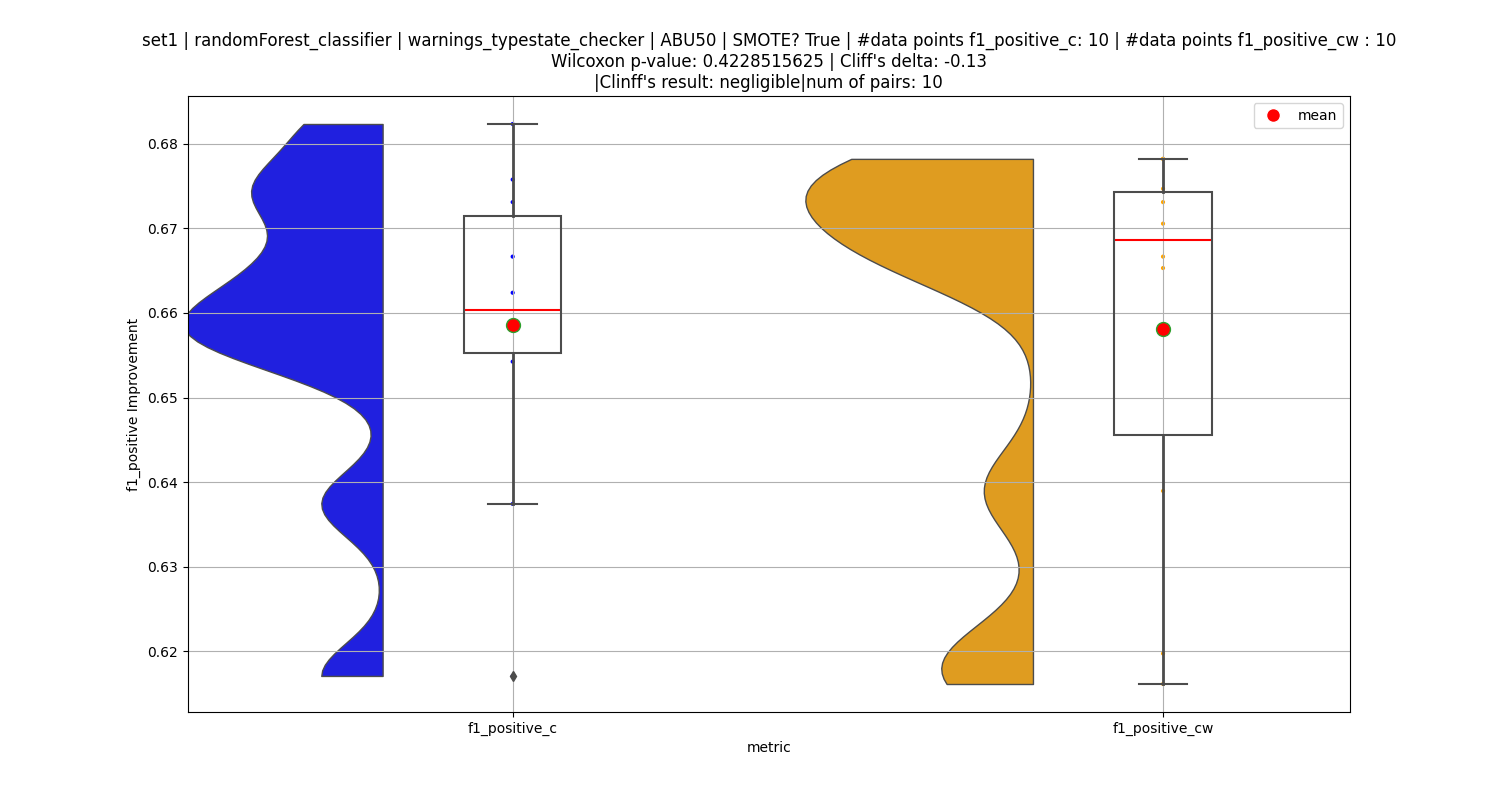 set1 | randomForest_classifier | warnings_typestate_checker | ABU50 | SMOTE? True | #data points f1_positive_c: 10 | #data points f1_positive_cw : 10
Wilcoxon p-value: 0.4228515625 | Cliff's delta: -0.13
|Clinff's result: negligible|num of pairs: 10
mean
0.68
0.67
0.66
0.65
0.64
0.63
0.62
f1_positive Improvement
f1_positive_c
f1_positive_cw
metric